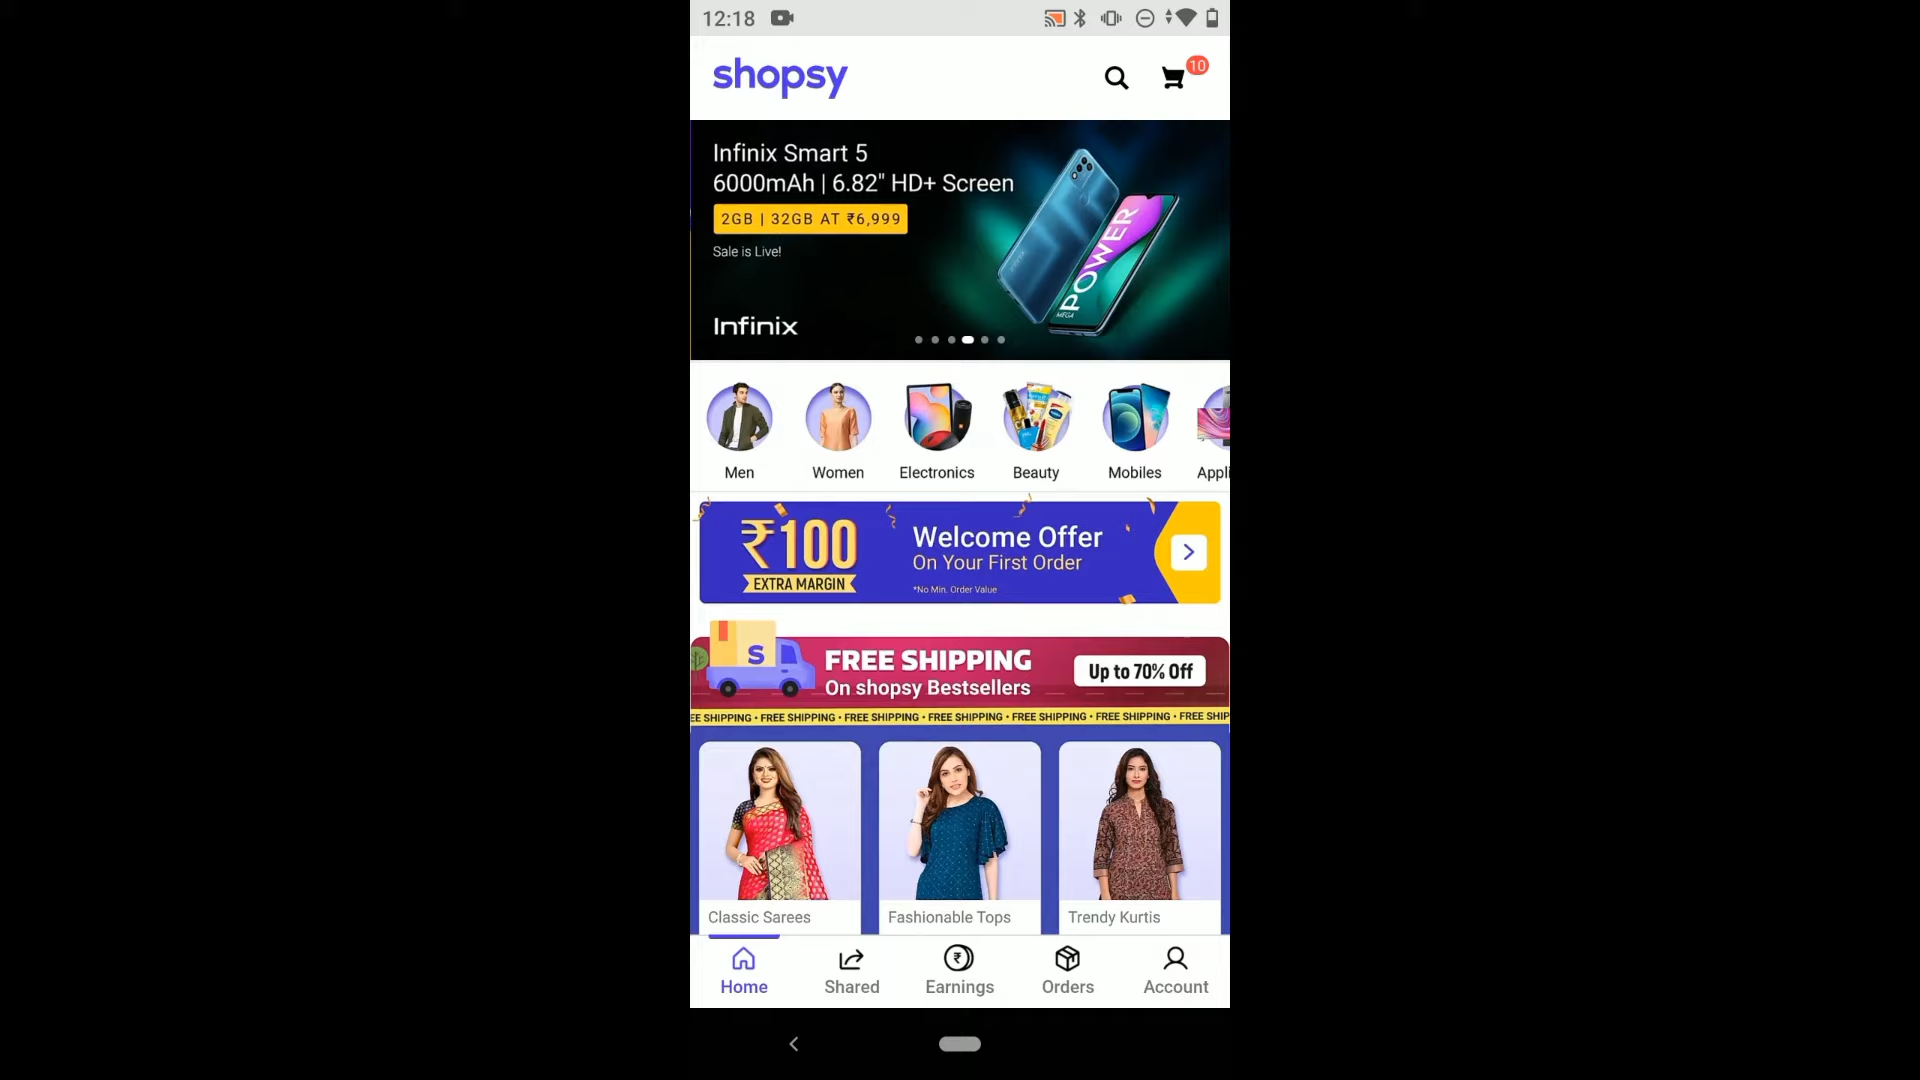 12:18
shopsy
10
Infinix Smart 5
6000mAh | 6.82" HD+ Screen
2GB | 32GB AT ₹6,999
Sale is Live!
Infinix
POWER
MEGA
Men
Women
Electronics
Beauty
Mobiles
Appli
₹100
EXTRA MARGIN
Welcome Offer
On Your First Order
*No Min. Order Value
S
FREE SHIPPING
On shopsy Bestsellers
Up to 70% Off
EE SHIPPING • FREE SHIPPING • FREE SHIPPING • FREE SHIPPING • FREE SHIPPING • FREE SHIPPING • FREE SHIP
Classic Sarees
Fashionable Tops
Trendy Kurtis
Home
Shared
Earnings
Orders
Account